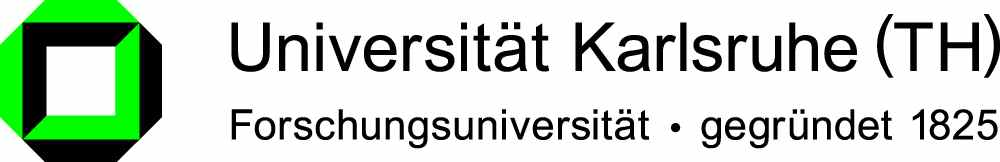 Universität Karlsruhe (TH)
Forschungsuniversität • gegründet 1825